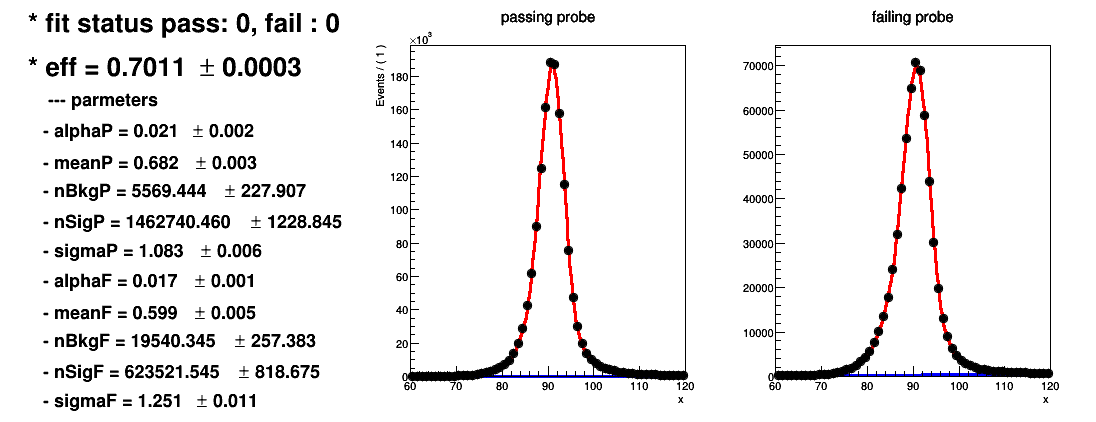 * fit status pass: 0, fail : 0
* eff = 0.7011 ± 0.0003
--- parmeters
- alphaP = 0.021 ± 0.002
- meanP = 0.682 ± 0.003
- nBkgP = 5569.444 ± 227.907
- nSigP = 1462740.460 ± 1228.845
- sigmaP = 1.083 ± 0.006
- alphaF = 0.017 ± 0.001
- meanF = 0.599 ± 0.005
- nBkgF = 19540.345 ± 257.383
- nSigF = 623521.545 ± 818.675
- sigmaF = 1.251 ± 0.011
passing probe
×10³
Events / ( 1 )
180
160
140
120
100
80
60
40
20
0
60 70 80 90 100 110 120
x
failing probe
70000
60000
50000
40000
30000
20000
10000
0
60 70 80 90 100 110 120
x